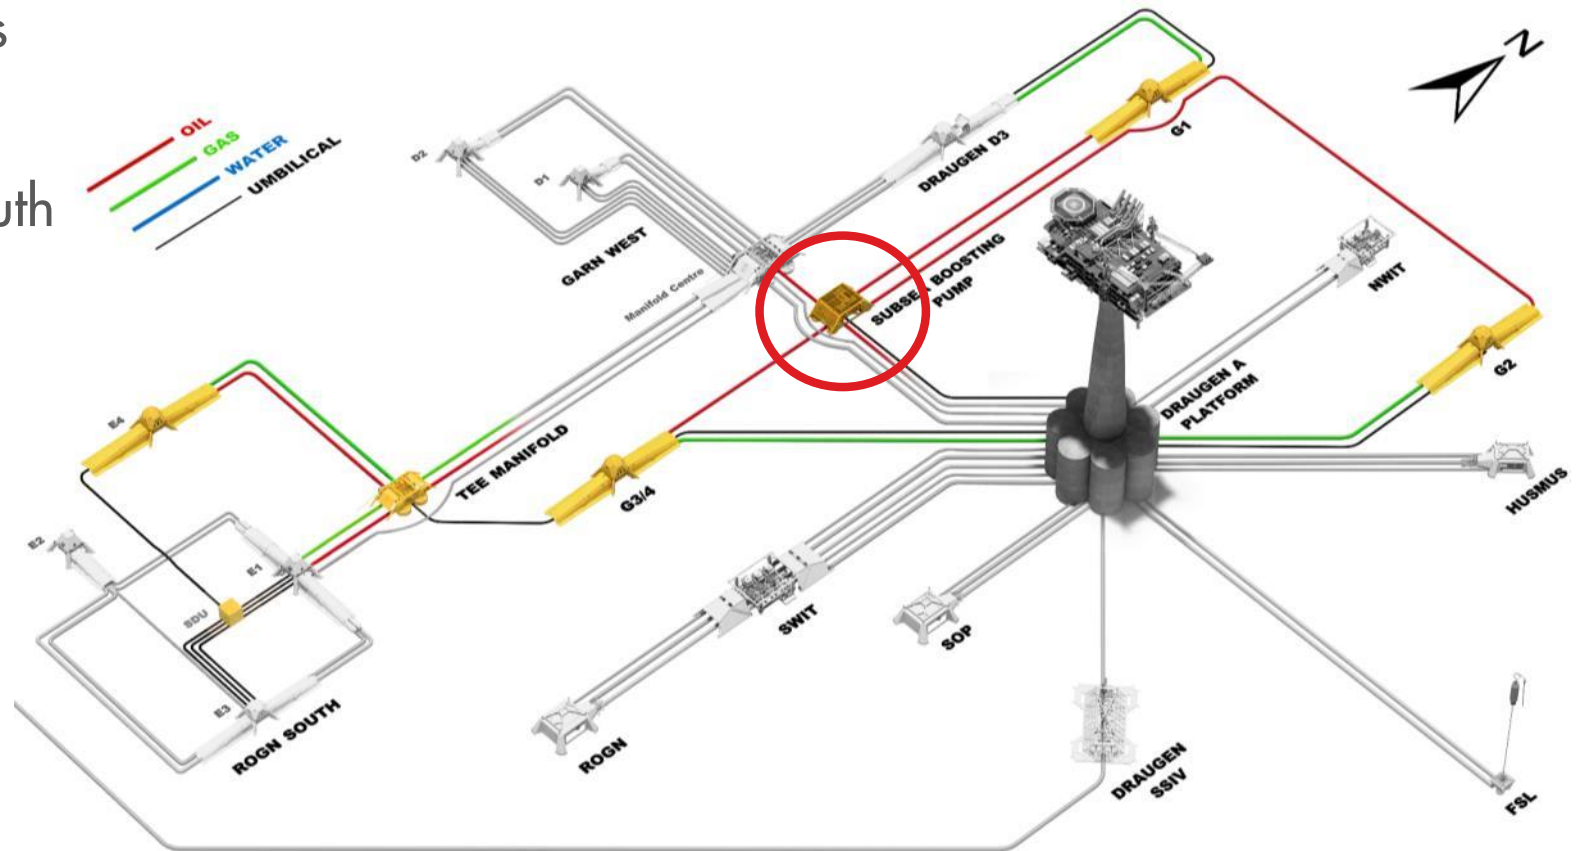 s
uth
OIL
GAS
WATER
UMBILICAL
N
D2
D1
GARN WEST
Manifold Centre
DRAUGEN D3
G1
SUBSEA BOOSTING
PUMP
NWIT
DRAUGEN A
PLATFORM
G2
E4
TEE MANIFOLD
G3/4
HUSMUS
E2
E1
SDU
E3
ROGN SOUTH
SWIT
SOP
ROGN
DRAUGEN
SSIV
FSL